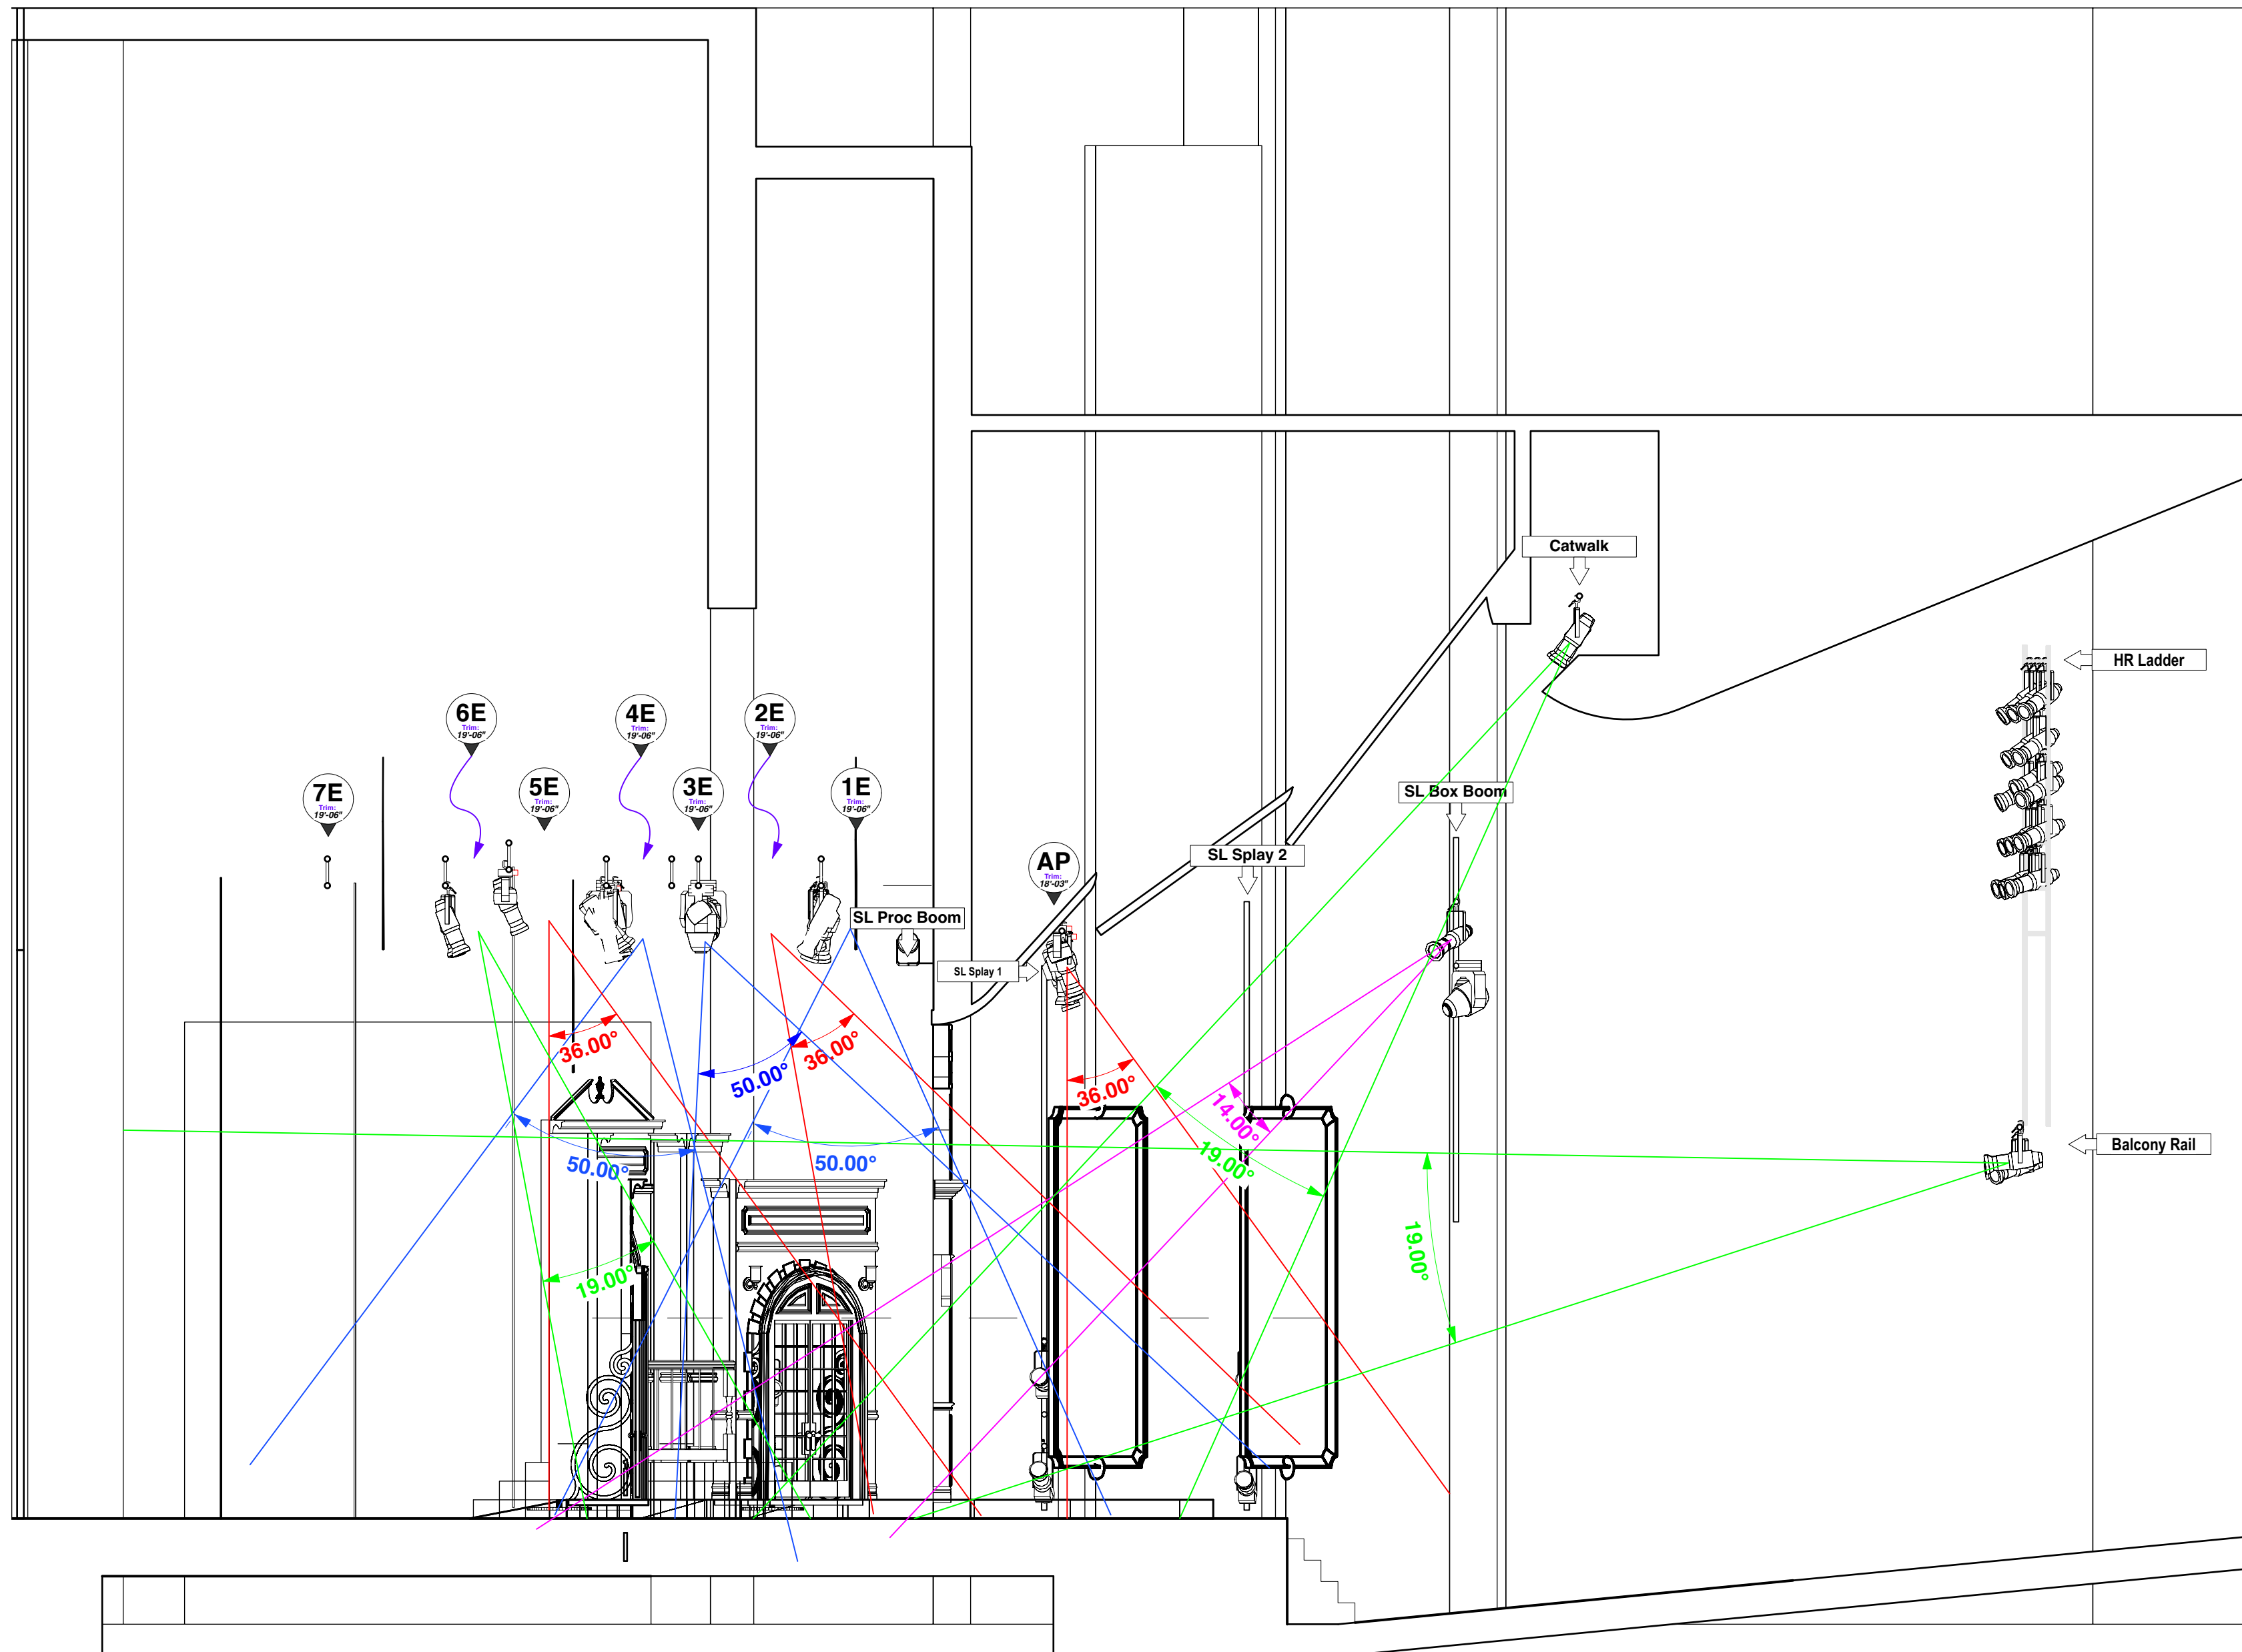 Catwalk
HR Ladder
6E
Trim:
19'-06"
4E
Trim:
19'-06"
2E
Trim:
19'-06"
7E
Trim:
19'-06"
5E
Trim:
19'-06"
3E
Trim:
19'-06"
1E
Trim:
19'-06"
SL Box Boom
AP
Trim:
18'-03"
SL Splay 2
SL Proc Boom
SL Splay 1
36.00°
50.00°
36.00°
36.00°
14.00°
50.00°
50.00°
19.00°
Balcony Rail
19.00°
19.00°